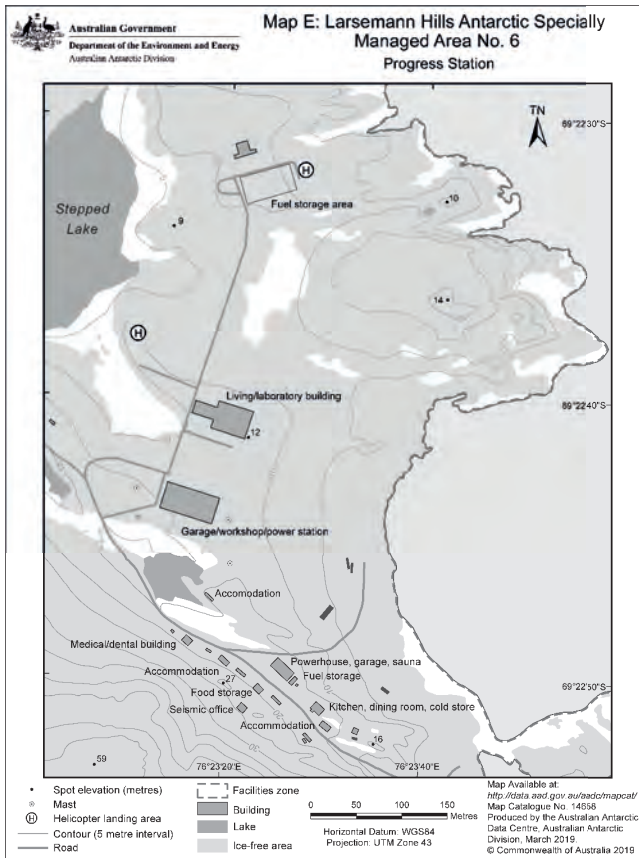 Australian Government
Department of the Environment and Energy
Australian Antarctic Division
Map E: Larsemann Hills Antarctic Specially
Managed Area No. 6
Progress Station
TN
69°22'30"S
H
Fuel storage area
10
Stepped
Lake
9
14
H
Living/laboratory building
69°22'40"S
12
Garage/workshop/power station
Accomodation
Medical/dental building
Powerhouse, garage, sauna
Accommodation
Fuel storage
27
Food storage
69°22'50"S
Seismic office
Kitchen, dining room, cold store
Accommodation
16
59
76°23'20"E
76°23'40"E
Spot elevation (metres)
Mast
H
Helicopter landing area
Contour (5 metre interval)
Road
Facilities zone
Building
Lake
Ice-free area
0 50 100 150
Metres
Horizontal Datum: WGS84
Projection: UTM Zone 43
Map Available at:
http://data.aad.gov.au/aadc/mapcat/
Map Catalogue No. 14658
Produced by the Australian Antarctic
Data Centre, Australian Antarctic
Division, March 2019.
© Commonwealth of Australia 2019